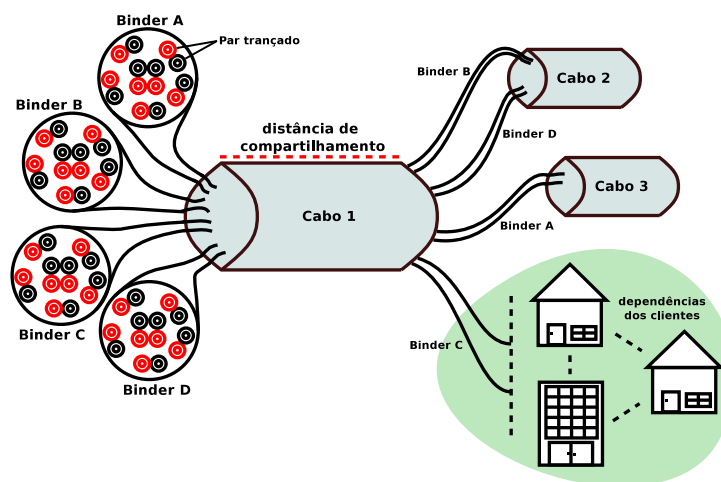 Binder A
Par trançado
Binder B
Binder C
Binder D
distância de
compartilhamento
Cabo 1
Binder B
Cabo 2
Binder D
Cabo 3
Binder A
Binder C
dependências
dos clientes